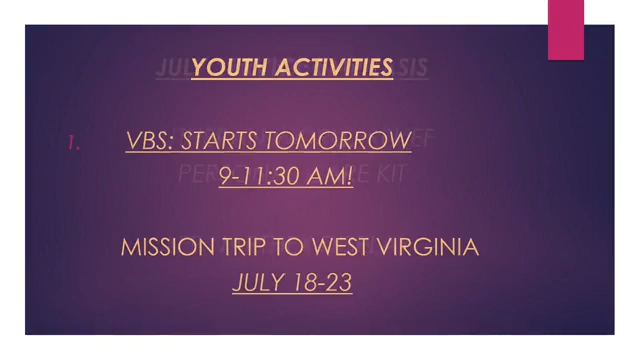 YOUTH ACTIVITIES
1. VBS: STARTS TOMORROW
9-11:30 AM!
MISSION TRIP TO WEST VIRGINIA
JULY 18-23